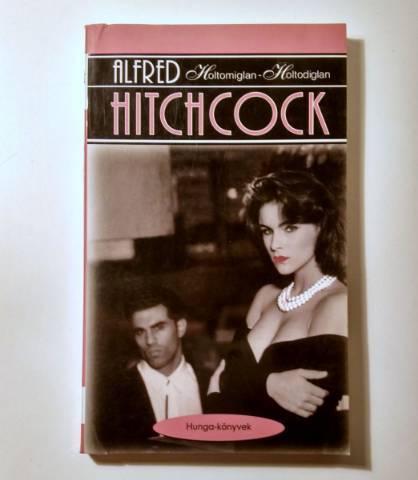 ALFRED Holtomiglan - Holtodiglan
HITCHCOCK
Hunga-könyvek